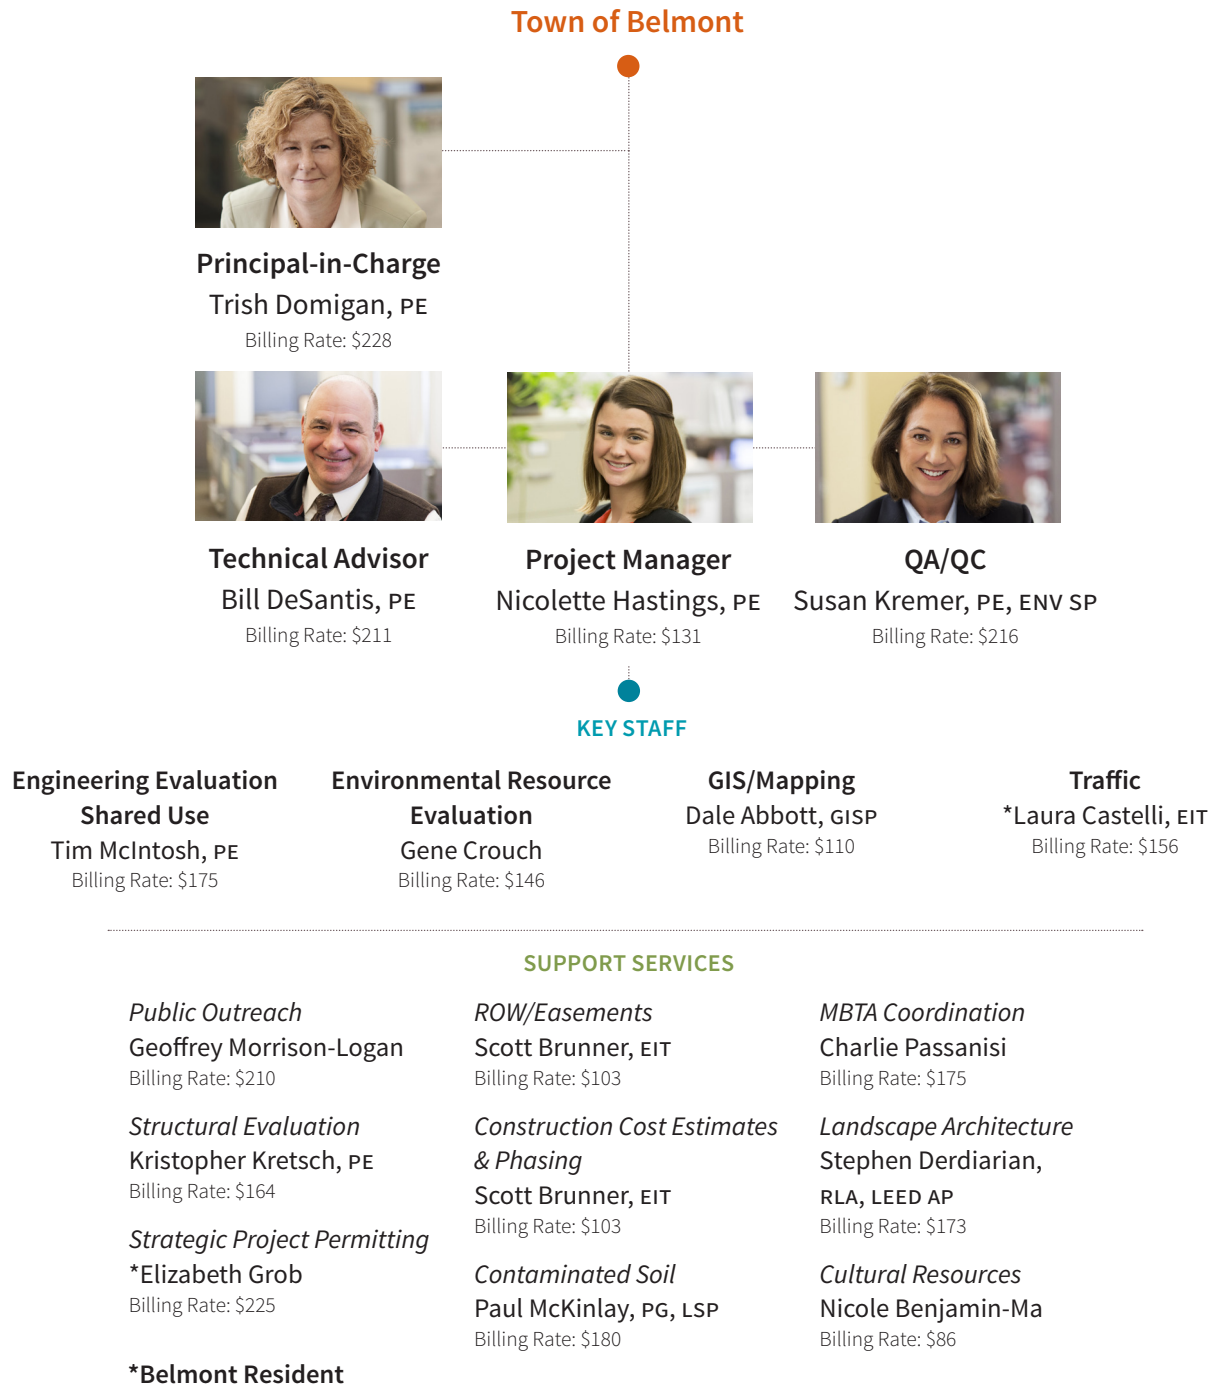 Town of Belmont
Principal-in-Charge
Trish Domigan, PE
Billing Rate: $228
Technical Advisor
Bill DeSantis, PE
Billing Rate: $211
Project Manager
Nicolette Hastings, PE
Billing Rate: $131
QA/QC
Susan Kremer, PE, ENV SP
Billing Rate: $216
KEY STAFF
Engineering Evaluation
Shared Use
Tim McIntosh, PE
Billing Rate: $175
Environmental Resource
Evaluation
Gene Crouch
Billing Rate: $146
GIS/Mapping
Dale Abbott, GISP
Billing Rate: $110
Traffic
*Laura Castelli, EIT
Billing Rate: $156
SUPPORT SERVICES
Public Outreach
Geoffrey Morrison-Logan
Billing Rate: $210
Structural Evaluation
Kristopher Kretsch, PE
Billing Rate: $164
Strategic Project Permitting
*Elizabeth Grob
Billing Rate: $225
ROW/Easements
Scott Brunner, EIT
Billing Rate: $103
Construction Cost Estimates
& Phasing
Scott Brunner, EIT
Billing Rate: $103
Contaminated Soil
Paul McKinlay, PG, LSP
Billing Rate: $180
MBTA Coordination
Charlie Passanisi
Billing Rate: $175
Landscape Architecture
Stephen Derdiarian,
RLA, LEED AP
Billing Rate: $173
Cultural Resources
Nicole Benjamin-Ma
Billing Rate: $86
*Belmont Resident